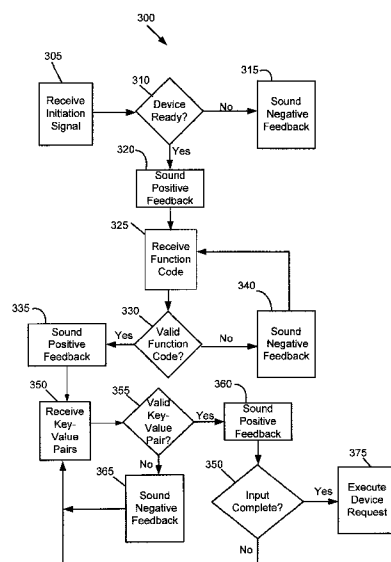 300
305
Receive
Initiation
Signal
310
Device
Ready?
No
315
Sound
Negative
Feedback
Yes
320
Sound
Positive
Feedback
325
Receive
Function
Code
330
Valid
Function
Code?
Yes
No
335
Sound
Positive
Feedback
340
Sound
Negative
Feedback
350
Receive
Key-
Value
Pairs
355
Valid
Key-
Value
Pair?
Yes
No
360
Sound
Positive
Feedback
365
Sound
Negative
Feedback
350
Input
Complete?
Yes
No
375
Execute
Device
Request